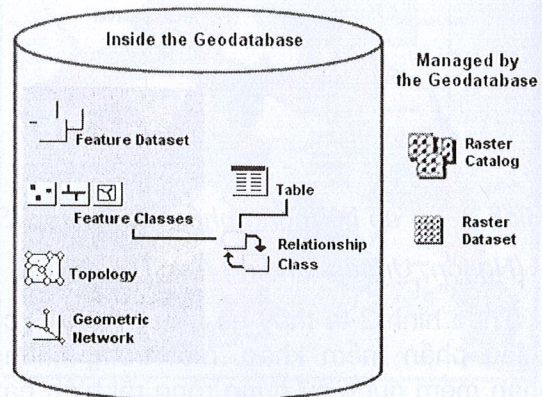 Inside the Geodatabase
Managed by
the Geodatabase
Feature Dataset
Raster
Catalog
Table
Feature Classes
Raster
Dataset
Relationship
Class
Topology
Geometric
Network